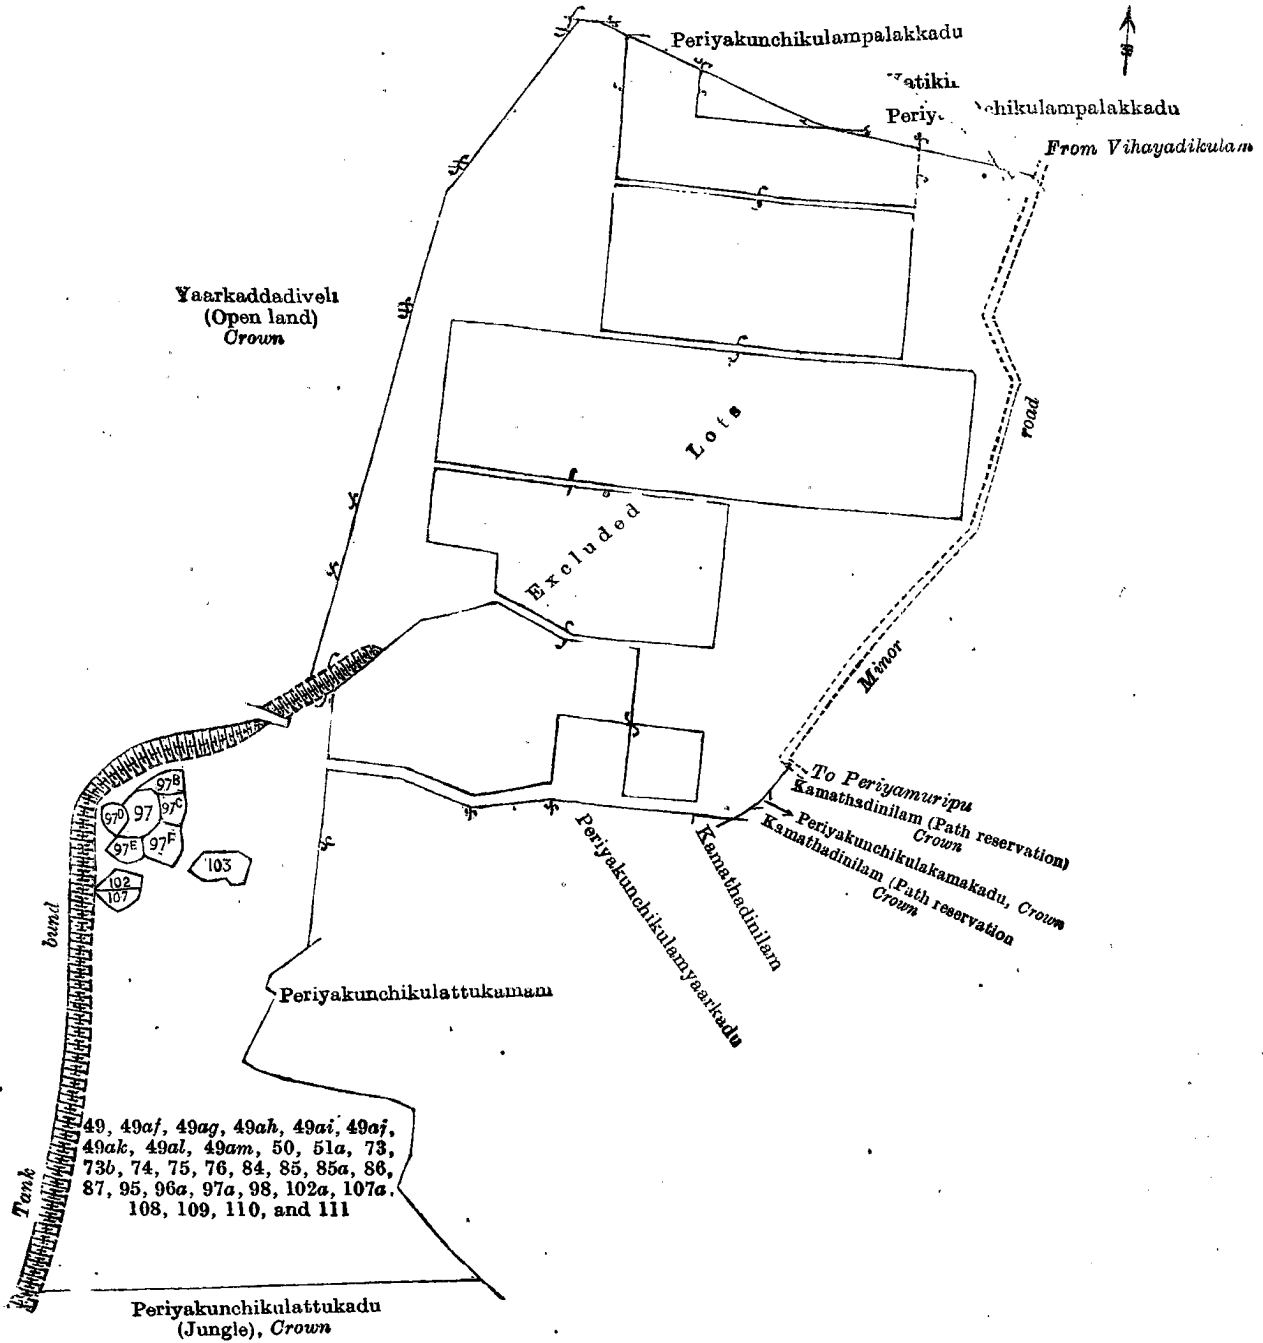 Periyakunchikulampalakkadu
chikulampalakkadu
From Vihayadikulam
Yaarkaddadiveli
(Open land)
Crown
Lots
road
Excluded
Minor
To Periyamuripu
Kamathadinilam (Path reservation)
Crown
Periyakunchikulakamakadu, Crown
Kamathadinilam (Path reservation
Crown
Kamathadinilam
Periyakunchikulamyaarkadu
97B
97C
97D
97
97E
97F
103
102
107
bund
Periyakunchikulattukamam
49, 49af, 49ag, 49ah, 49ai, 49aj,
49ak, 49al, 49am, 50, 51a, 73,
73b, 74, 75, 76, 84, 85, 85a, 86,
87, 95, 96a, 97a, 98, 102a, 107a,
108, 109, 110, and 111
Tank
Periyakunchikulattukadu
(Jungle), Crown